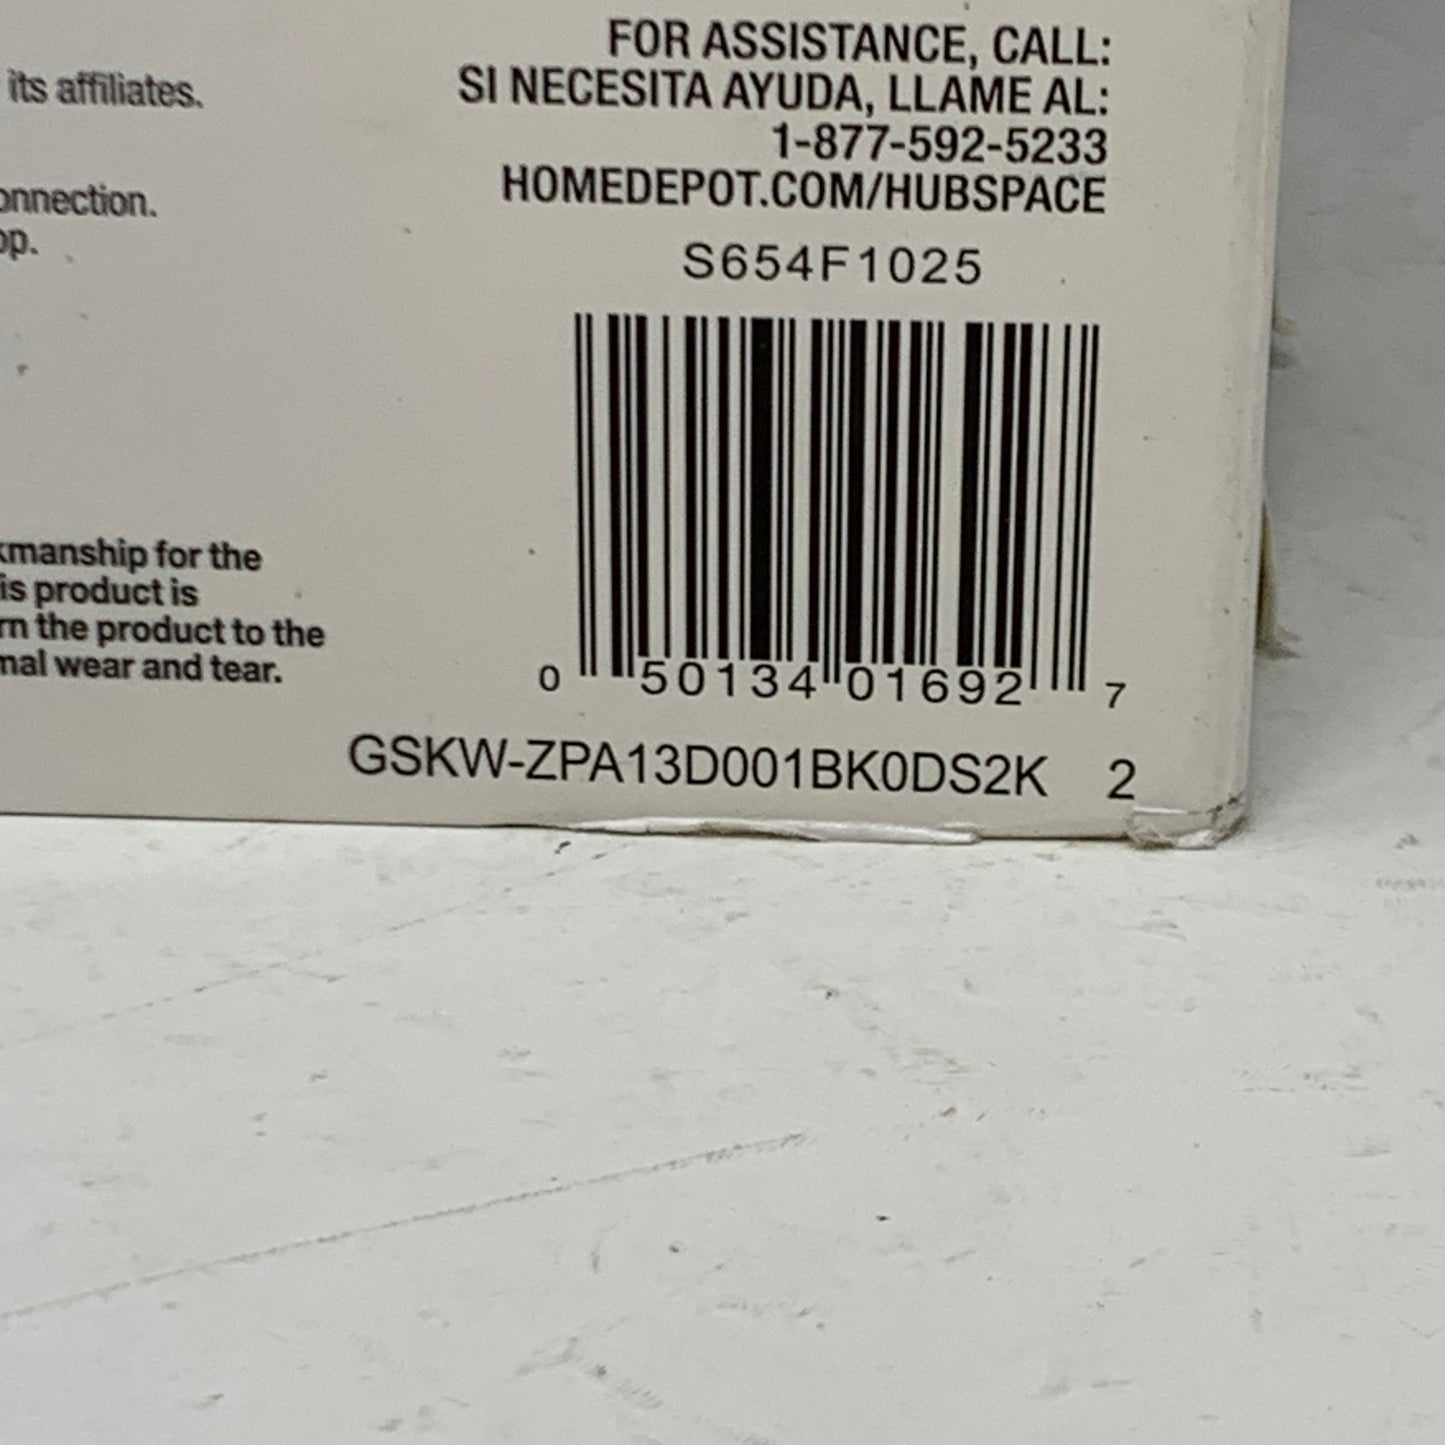 its affiliates.
onnection.
op.
kmanship for the
is product is
rn the product to the
mal wear and tear.
FOR ASSISTANCE, CALL:
SI NECESITA AYUDA, LLAME AL:
1-877-592-5233
HOMEDEPOT.COM/HUBSPACE
S654F1025
0 50134 01692 7
GSKW-ZPA13D001BK0DS2K 2